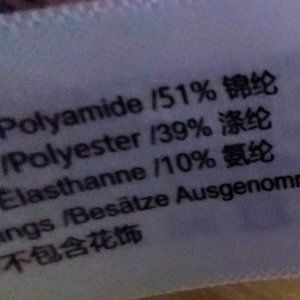 Polyamide /51% 锦纶
/Polyester /39% 涤纶
Elasthanne /10% 氨纶
ings /Besätze Ausgenomm
不包含花饰